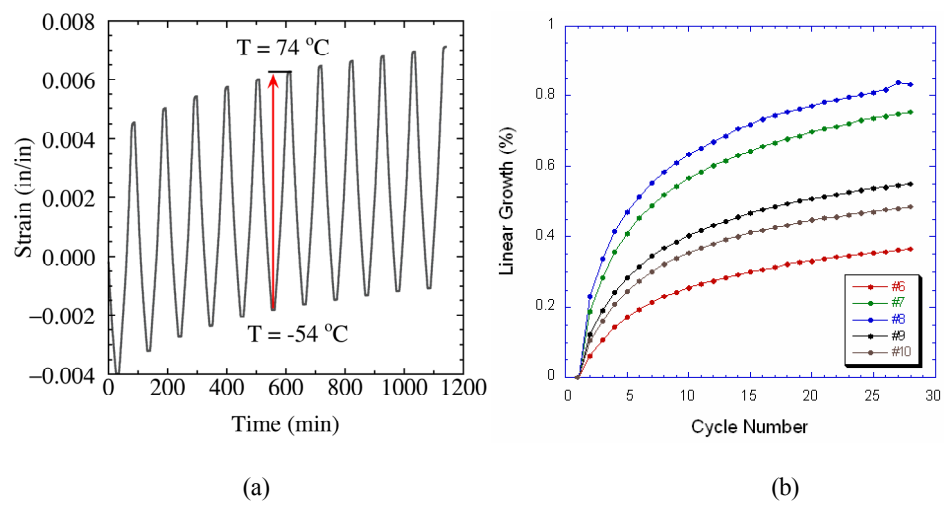 0.008
0.006
0.004
0.002
0.000
−0.002
−0.004
Strain (in/in)
T = 74 °C
T = -54 °C
0 200 400 600 800 1000 1200
Time (min)
(a)
1
0.8
0.6
0.4
0.2
0
Linear Growth (%)
#6
#7
#8
#9
#10
0 5 10 15 20 25 30
Cycle Number
(b)